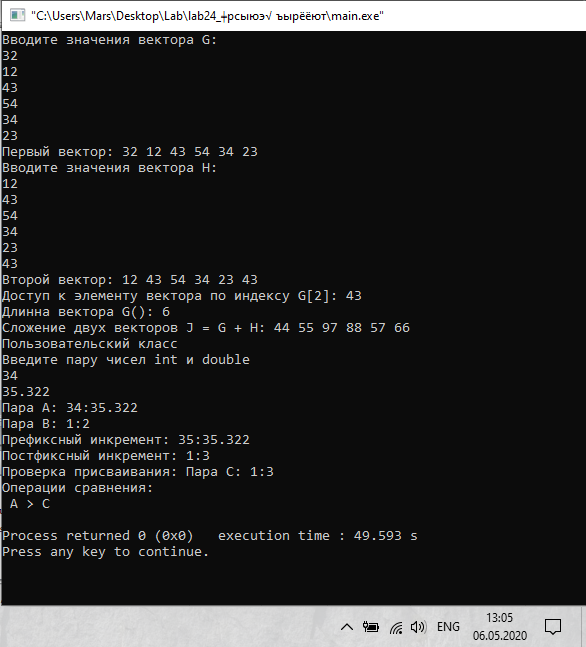 "C:\Users\Mars\Desktop\Lab\lab24_╪рсыюэ√ ъырёёют\main.exe"
Введите значения вектора G:
32
12
43
54
34
23
Первый вектор: 32 12 43 54 34 23
Введите значения вектора H:
12
43
54
34
23
43
Второй вектор: 12 43 54 34 23 43
Доступ к элементу вектора по индексу G[2]: 43
Длинна вектора G(): 6
Сложение двух векторов J = G + H: 44 55 97 88 57 66
Пользовательский класс
Введите пару чисел int и double
34
35.322
Пара A: 34:35.322
Пара B: 1:2
Префиксный инкремент: 35:35.322
Постфиксный инкремент: 1:3
Проверка присваивания: Пара C: 1:3
Операции сравнения:
A > C
Process returned 0 (0x0)   execution time : 49.593 s
Press any key to continue.
ENG
13:05
06.05.2020